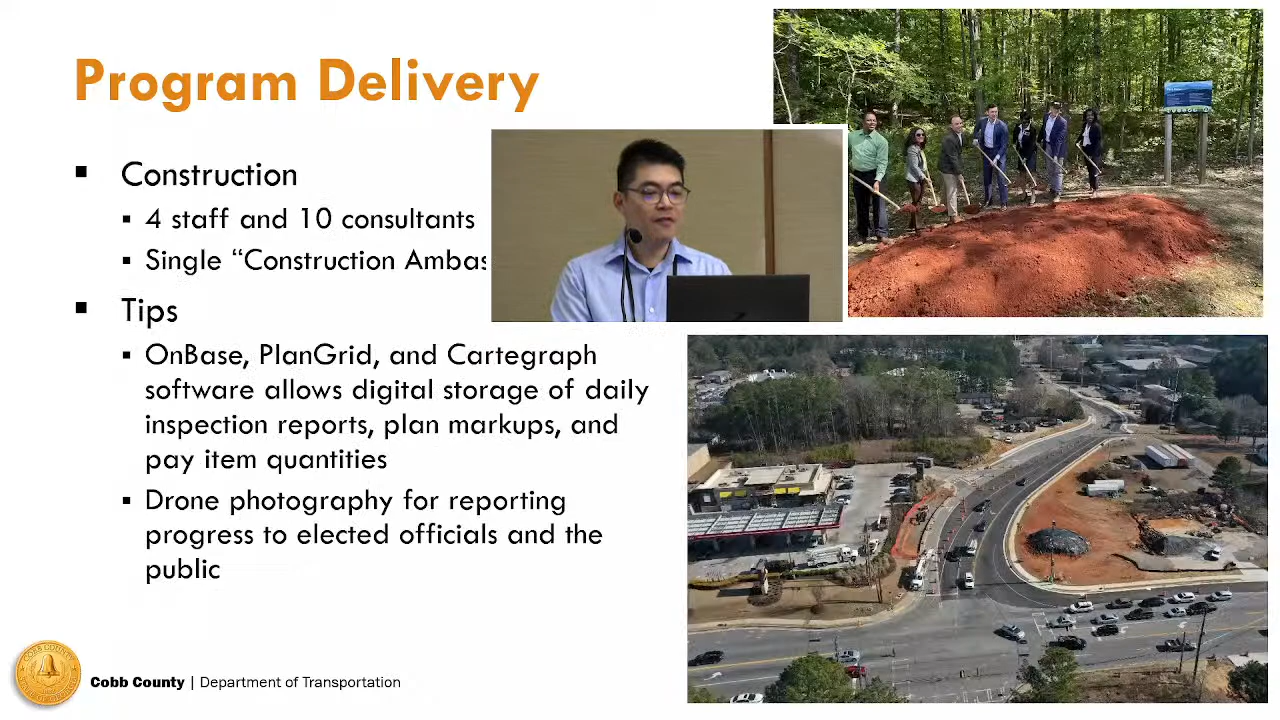 Program Delivery
Construction
4 staff and 10 consultants
Single “Construction Ambas
Tips
OnBase, PlanGrid, and Cartegraph
software allows digital storage of daily
inspection reports, plan markups, and
pay item quantities
Drone photography for reporting
progress to elected officials and the
public
COBB COUNTY
Cobb County | Department of Transportation